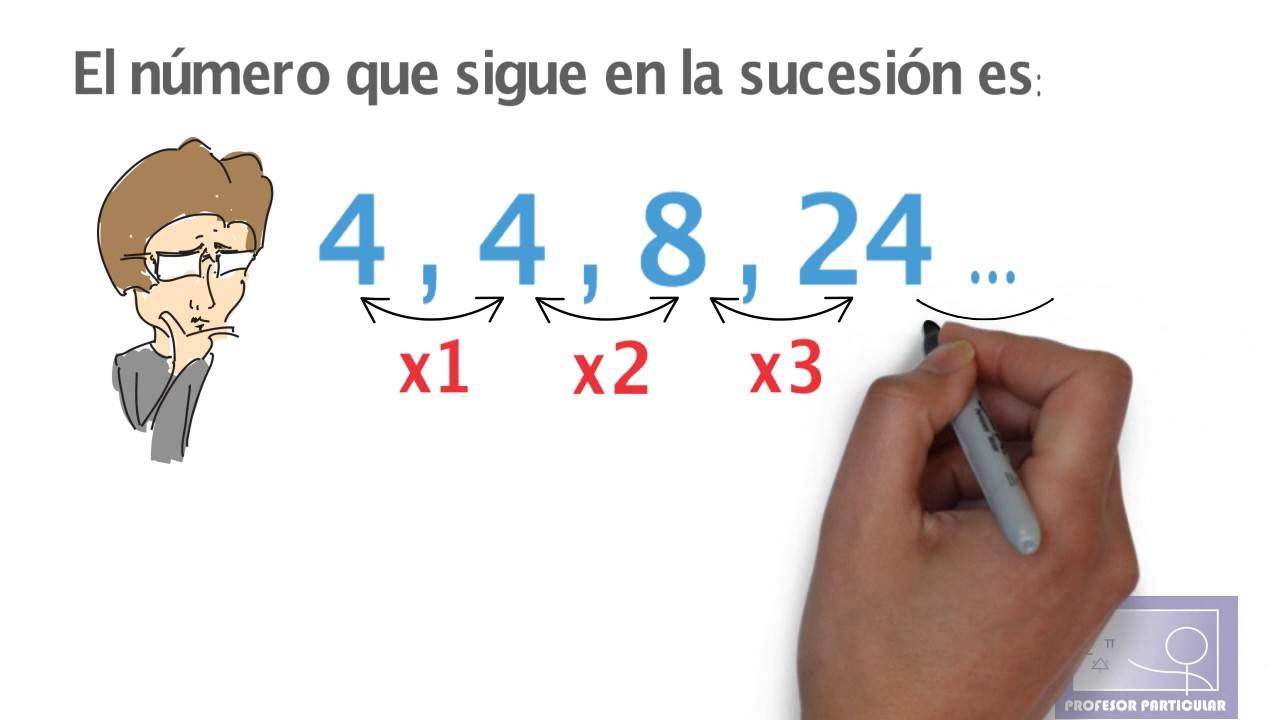 El número que sigue en la sucesión es:
4 , 4 , 8 , 24 ...
x1 x2 x3
π
PROFESOR PARTICULAR